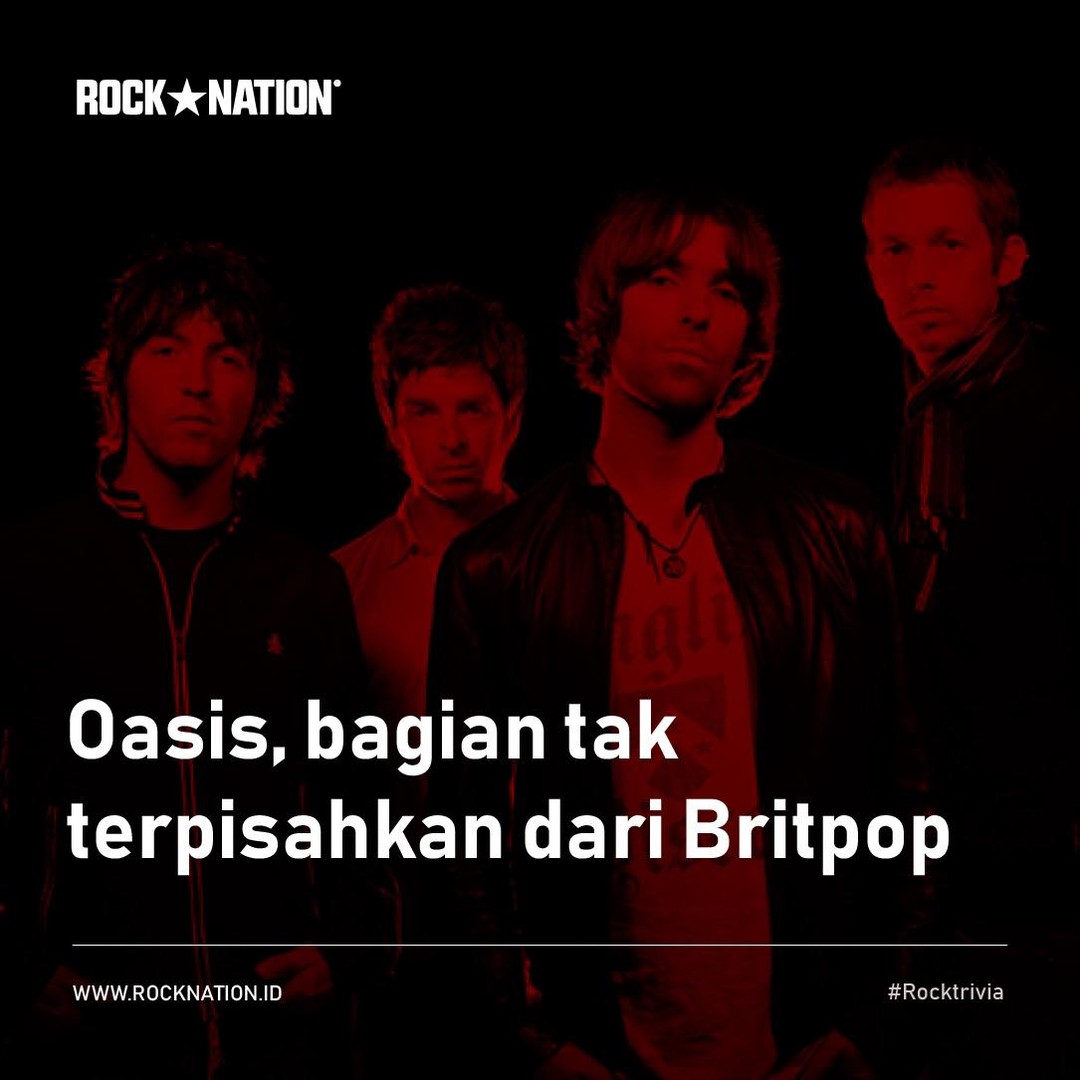 ROCK★NATION
Oasis, bagian tak
terpisahkan dari Britpop
WWW.ROCKNATION.ID
#Rocktrivia